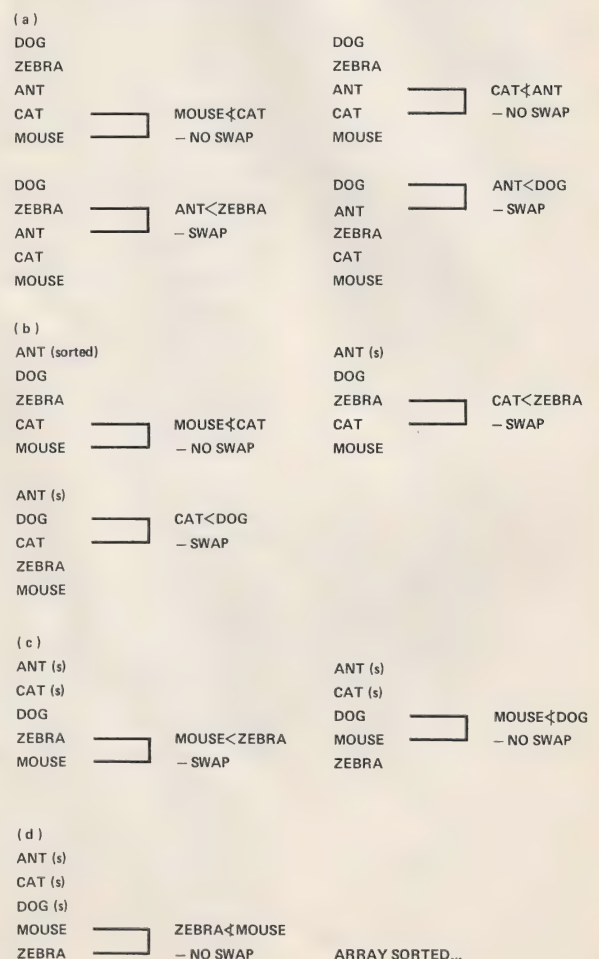 (a)
DOG
ZEBRA
ANT
CAT MOUSE≮CAT
MOUSE – NO SWAP
DOG
ZEBRA
ANT CAT≮ANT
CAT – NO SWAP
MOUSE
DOG
ZEBRA ANT<ZEBRA
ANT – SWAP
CAT
MOUSE
DOG ANT<DOG
ANT – SWAP
ZEBRA
CAT
MOUSE
(b)
ANT (sorted)
DOG
ZEBRA
CAT MOUSE≮CAT
MOUSE – NO SWAP
ANT (s)
DOG
ZEBRA CAT<ZEBRA
CAT – SWAP
MOUSE
ANT (s)
DOG CAT<DOG
CAT – SWAP
ZEBRA
MOUSE
(c)
ANT (s)
CAT (s)
DOG
ZEBRA MOUSE<ZEBRA
MOUSE – SWAP
ANT (s)
CAT (s)
DOG MOUSE≮DOG
MOUSE – NO SWAP
ZEBRA
(d)
ANT (s)
CAT (s)
DOG (s)
MOUSE ZEBRA≮MOUSE
ZEBRA – NO SWAP ARRAY SORTED...